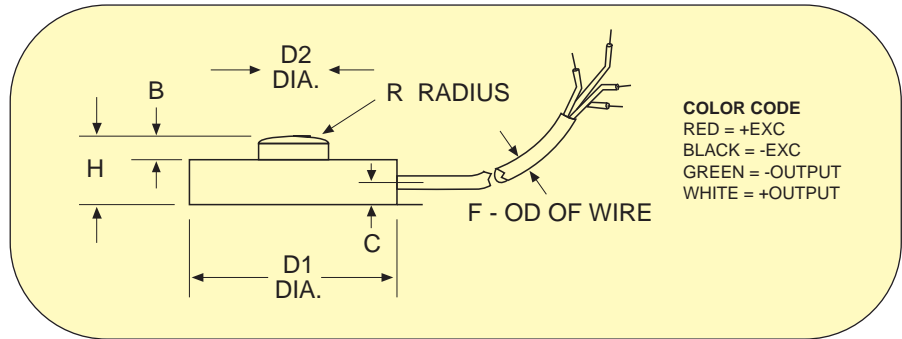 D2
DIA.
B
R RADIUS
H
C
F - OD OF WIRE
D1
DIA.
COLOR CODE
RED = +EXC
BLACK = -EXC
GREEN = -OUTPUT
WHITE = +OUTPUT